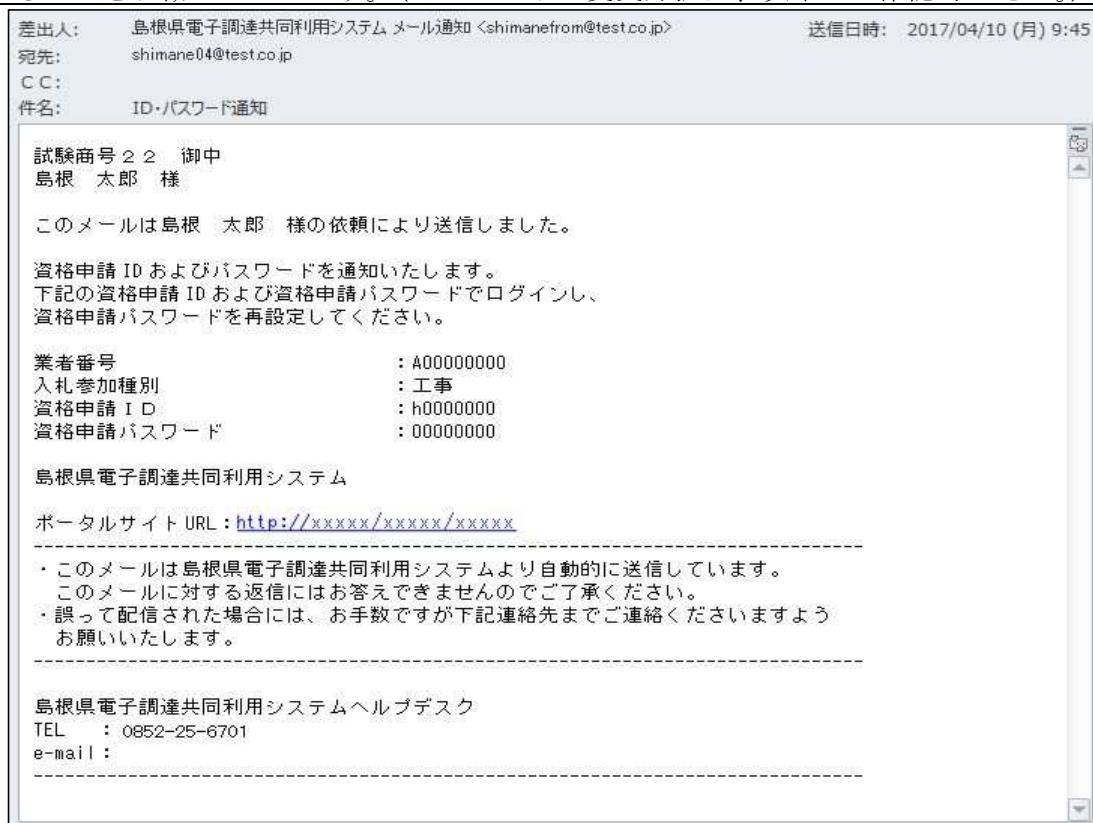 差出人: 島根県電子調達共同利用システム メール通知 <shimanefrom@test.co.jp> 送信日時: 2017/04/10 (月) 9:45
宛先: shimane04@test.co.jp
CC:
件名: ID・パスワード通知
試験商号22 御中
島根 太郎 様
このメールは島根 太郎 様の依頼により送信しました。
資格申請IDおよびパスワードを通知いたします。
下記の資格申請IDおよび資格申請パスワードでログインし、
資格申請パスワードを再設定してください。
業者番号 : A00000000
入札参加種別 : 工事
資格申請ID : h0000000
資格申請パスワード : 00000000
島根県電子調達共同利用システム
ポータルサイトURL:http://xxxxx/xxxxx/xxxxx
--------------------------------------------------------------------------------
・このメールは島根県電子調達共同利用システムより自動的に送信しています。
このメールに対する返信にはお答えできませんのでご了承ください。
・誤って配信された場合には、お手数ですが下記連絡先までご連絡くださいますよう
お願いいたします。
--------------------------------------------------------------------------------
島根県電子調達共同利用システムヘルプデスク
TEL : 0852-25-6701
e-mail:
--------------------------------------------------------------------------------